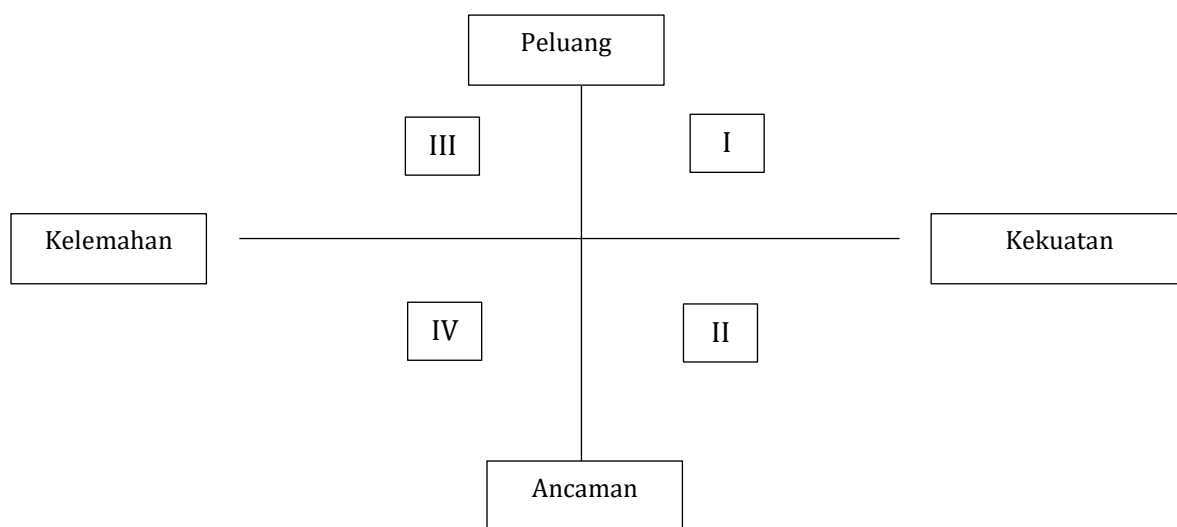 Peluang
III
I
Kelemahan
Kekuatan
IV
II
Ancaman